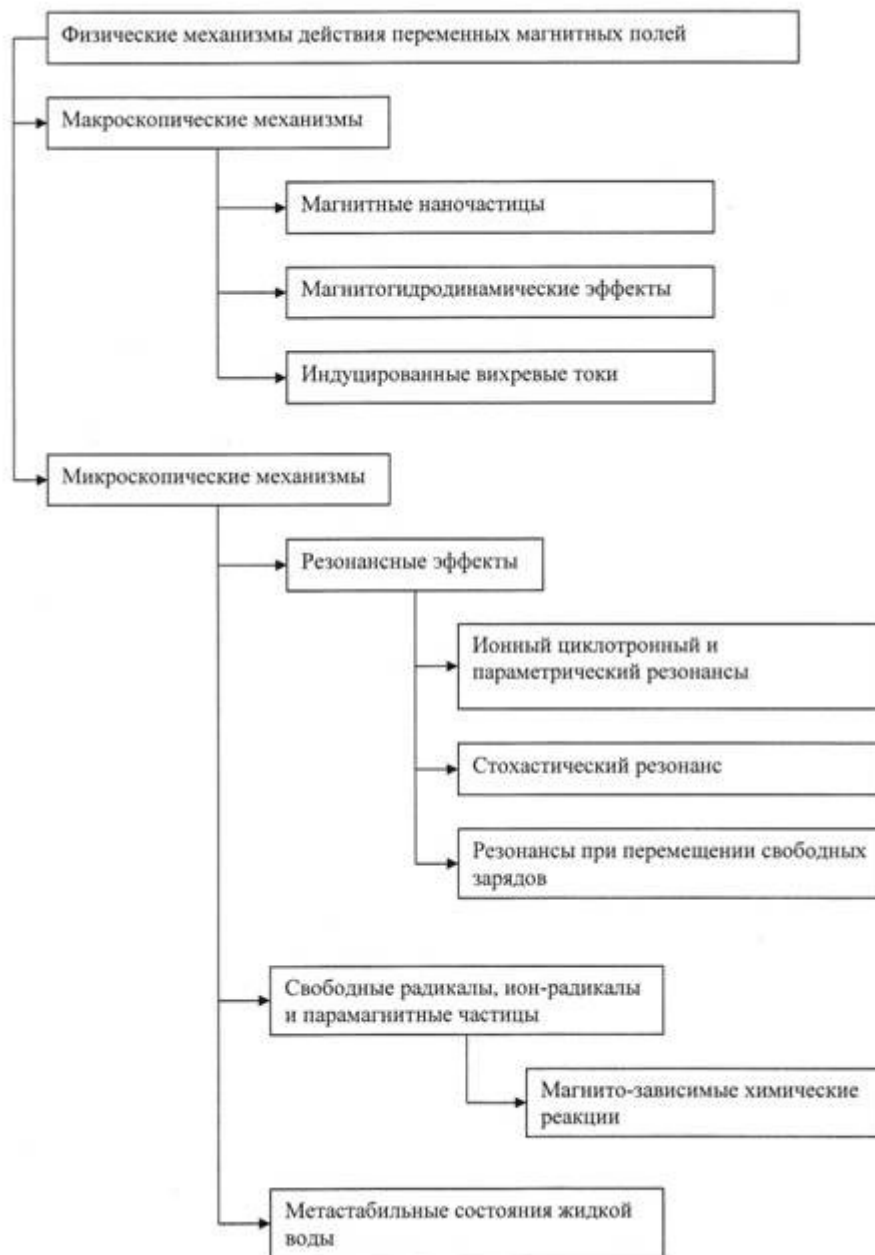 Физические механизмы действия переменных магнитных полей
Макроскопические механизмы
Магнитные наночастицы
Магнитогидродинамические эффекты
Индуцированные вихревые токи
Микроскопические механизмы
Резонансные эффекты
Ионный циклотронный и
параметрический резонансы
Стохастический резонанс
Резонансы при перемещении свободных
зарядов
Свободные радикалы, ион-радикалы
и парамагнитные частицы
Магнито-зависимые химические
реакции
Метастабильные состояния жидкой
воды